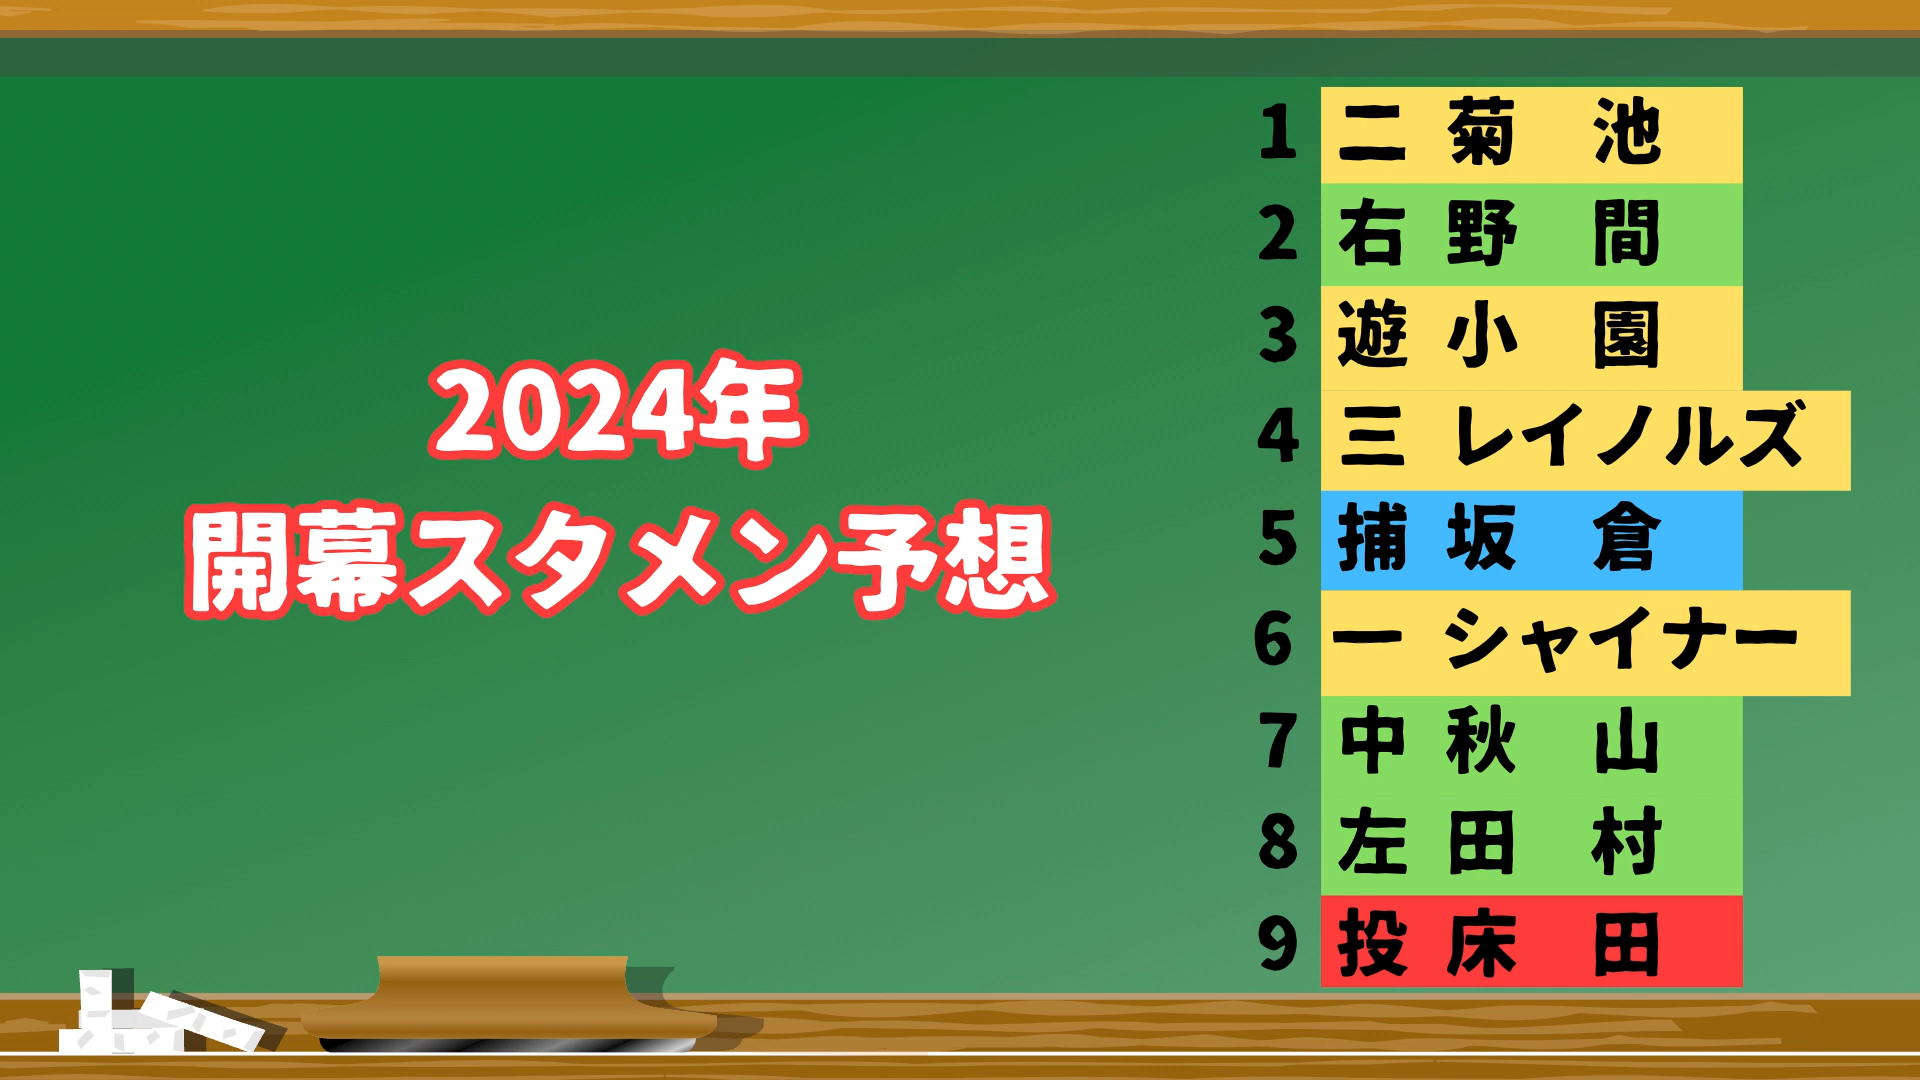 2024年
開幕スタメン予想
1 二 菊 池
2 右 野 間
3 遊 小 園
4 三 レイノルズ
5 捕 坂 倉
6 一 シャイナー
7 中 秋 山
8 左 田 村
9 投 床 田